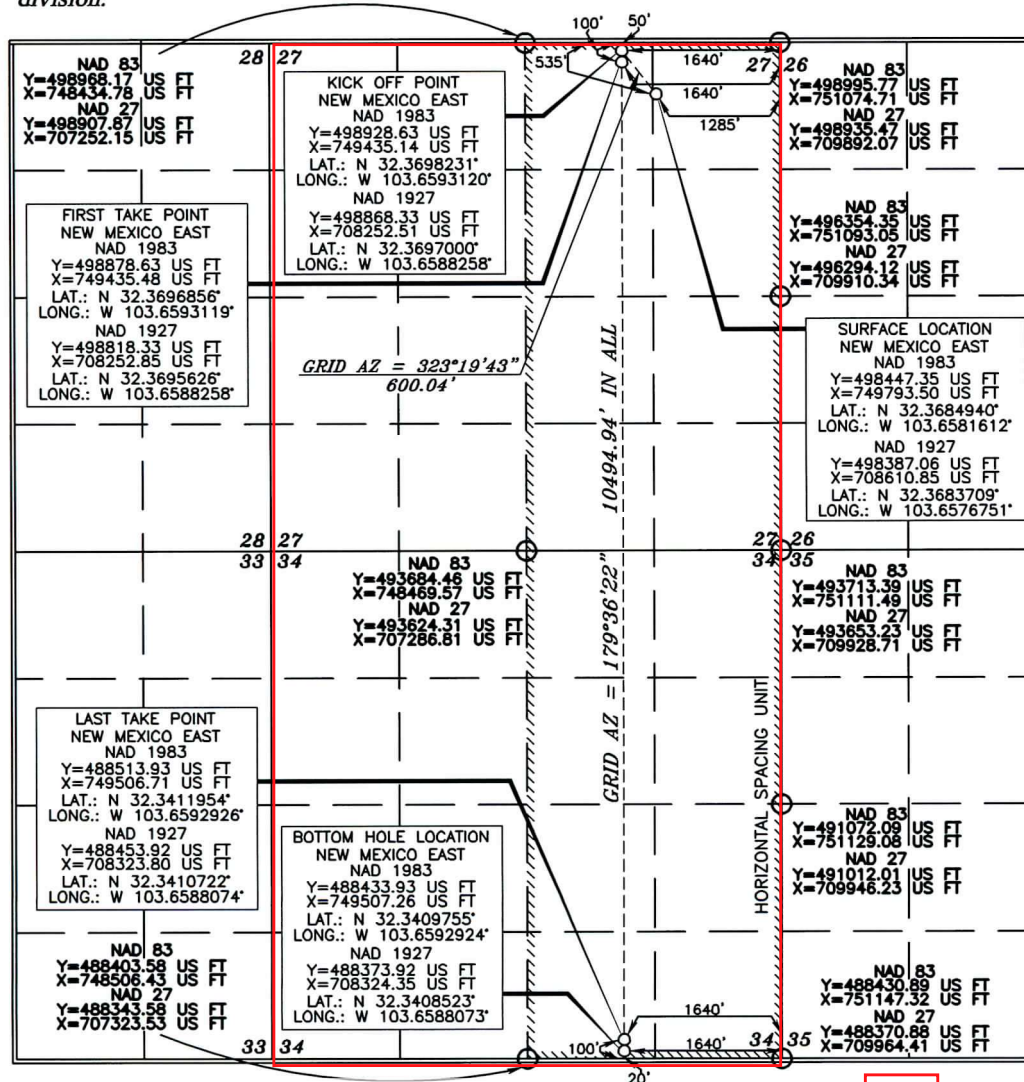 division.
100'
50'
28 27
535'
1640'
27 26
1640'
1285'
NAD 83
Y=498968.17 US FT
X=748434.78 US FT
NAD 27
Y=498907.87 US FT
X=707252.15 US FT
KICK OFF POINT
NEW MEXICO EAST
NAD 1983
Y=498928.63 US FT
X=749435.14 US FT
LAT.: N 32.3698231°
LONG.: W 103.6593120°
NAD 1927
Y=498868.33 US FT
X=708252.51 US FT
LAT.: N 32.3697000°
LONG.: W 103.6588258°
NAD 83
Y=498995.77 US FT
X=751074.71 US FT
NAD 27
Y=498935.47 US FT
X=709892.07 US FT
FIRST TAKE POINT
NEW MEXICO EAST
NAD 1983
Y=498878.63 US FT
X=749435.48 US FT
LAT.: N 32.3696856°
LONG.: W 103.6593119°
NAD 1927
Y=498818.33 US FT
X=708252.85 US FT
LAT.: N 32.3695626°
LONG.: W 103.6588258°
NAD 83
Y=496354.35 US FT
X=751093.05 US FT
NAD 27
Y=496294.12 US FT
X=709910.34 US FT
GRID AZ = 323°19'43"
600.04'
SURFACE LOCATION
NEW MEXICO EAST
NAD 1983
Y=498447.35 US FT
X=749793.50 US FT
LAT.: N 32.3684940°
LONG.: W 103.6581612°
NAD 1927
Y=498387.06 US FT
X=708610.85 US FT
LAT.: N 32.3683709°
LONG.: W 103.6576751°
GRID AZ = 179°36'22" 10494.94' IN ALL
28 27
33 34
27 26
34 35
NAD 83
Y=493684.46 US FT
X=748469.57 US FT
NAD 27
Y=493624.31 US FT
X=707286.81 US FT
NAD 83
Y=493713.39 US FT
X=751111.49 US FT
NAD 27
Y=493653.23 US FT
X=709928.71 US FT
HORIZONTAL SPACING UNIT
LAST TAKE POINT
NEW MEXICO EAST
NAD 1983
Y=488513.93 US FT
X=749506.71 US FT
LAT.: N 32.3411954°
LONG.: W 103.6592926°
NAD 1927
Y=488453.92 US FT
X=708323.80 US FT
LAT.: N 32.3410722°
LONG.: W 103.6588074°
BOTTOM HOLE LOCATION
NEW MEXICO EAST
NAD 1983
Y=488433.93 US FT
X=749507.26 US FT
LAT.: N 32.3409755°
LONG.: W 103.6592924°
NAD 1927
Y=488373.92 US FT
X=708324.35 US FT
LAT.: N 32.3408523°
LONG.: W 103.6588073°
NAD 83
Y=491072.09 US FT
X=751129.08 US FT
NAD 27
Y=491012.01 US FT
X=709946.23 US FT
NAD 83
Y=488403.58 US FT
X=748506.43 US FT
NAD 27
Y=488343.58 US FT
X=707323.53 US FT
NAD 83
Y=488430.89 US FT
X=751147.32 US FT
NAD 27
Y=488370.88 US FT
X=709964.41 US FT
33 34
1640'
34 35
100'
1640'
20'